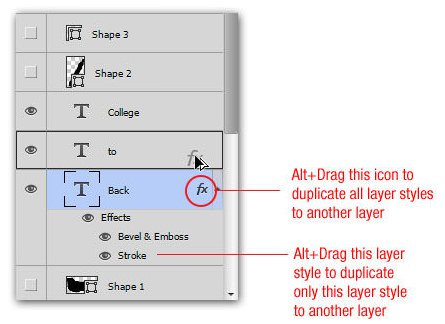 Shape 3
Shape 2
T College
T to
fx
T Back fx
Effects
Bevel & Emboss
Stroke
Shape 1
Alt+Drag this icon to
duplicate all layer styles
to another layer
Alt+Drag this layer
style to duplicate
only this layer style
to another layer